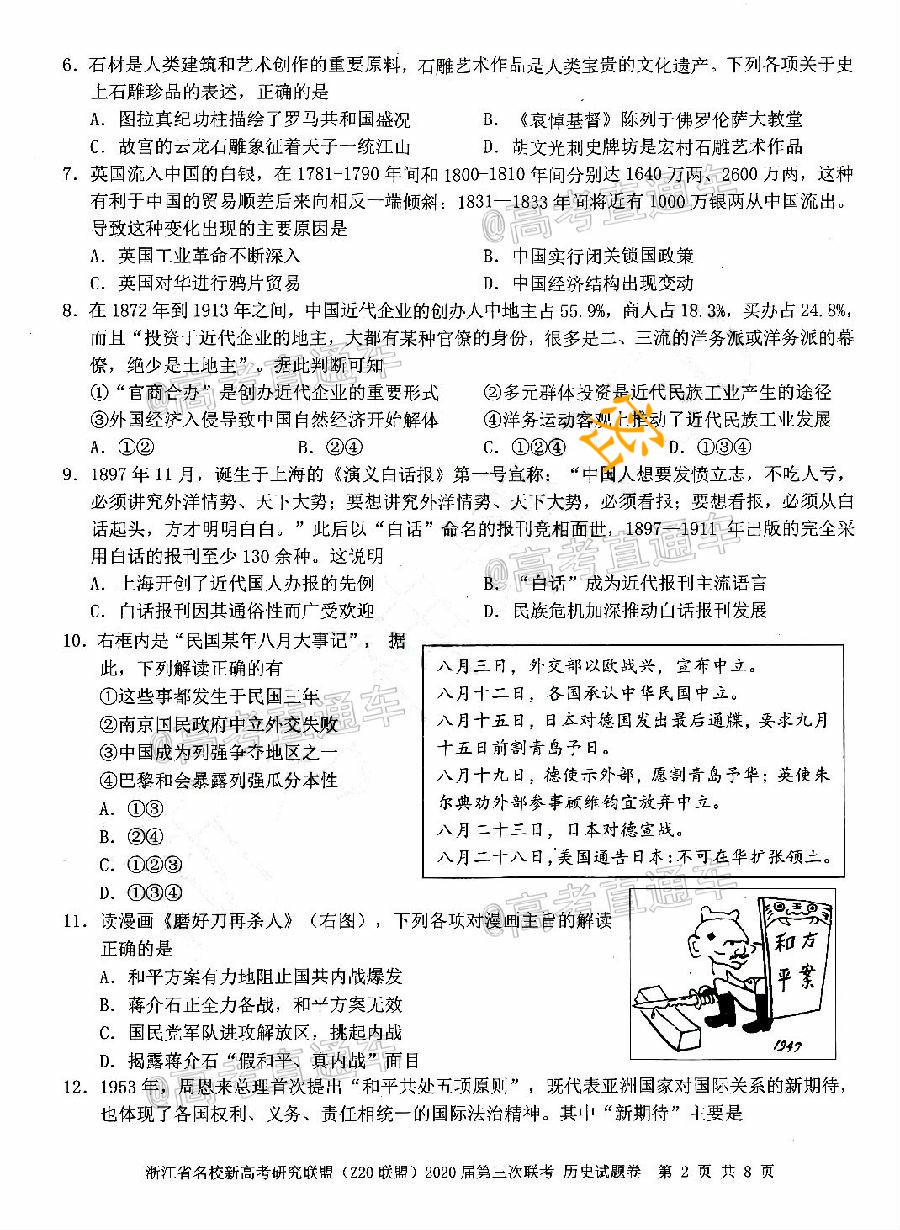 6. 石材是人类建筑和艺术创作的重要原料，石雕艺术作品是人类宝贵的文化遗产。下列各项关于史
上石雕珍品的表述，正确的是
A. 图拉真纪功柱描绘了罗马共和国盛况
B. 《哀悼基督》陈列于佛罗伦萨大教堂
C. 故宫的云龙石雕象征着天子一统江山
D. 胡文光刺史牌坊是宏村石雕艺术作品
7. 英国流入中国的白银，在 1781-1790 年间和 1800-1810 年间分别达 1640 万两、2600 万两，这种
有利于中国的贸易顺差后来向相反一端倾斜：1831—1833 年间将近有 1000 万银两从中国流出。
导致这种变化出现的主要原因是
A. 英国工业革命不断深入
B. 中国实行闭关锁国政策
C. 英国对华进行鸦片贸易
D. 中国经济结构出现变动
8. 在 1872 年到 1913 年之间，中国近代企业的创办人中地主占 55.9%，商人占 18.3%，买办占 24.8%，
而且“投资于近代企业的地主，大都有某种官僚的身份，很多是二、三流的洋务派或洋务派的幕
僚，绝少是土地主”。据此判断可知
①“官商合办”是创办近代企业的重要形式
②多元群体投资是近代民族工业产生的途径
③外国经济入侵导致中国自然经济开始解体
④洋务运动客观上推动了近代民族工业发展
A. ①②
B. ②④
C. ①②④
D. ①③④
9. 1897 年 11 月，诞生于上海的《演义白话报》第一号宣称：“中国人想要发愤立志，不吃人亏，
必须讲究外洋情势、天下大势；要想讲究外洋情势、天下大势，必须看报；要想看报，必须从白
话起头，方才明明白白。”此后以“白话”命名的报刊竞相面世，1897—1911 年出版的完全采
用白话的报刊至少 130 余种。这说明
A. 上海开创了近代国人办报的先例
B. “白话”成为近代报刊主流语言
C. 白话报刊因其通俗性而广受欢迎
D. 民族危机加深推动白话报刊发展
10. 右框内是“民国某年八月大事记”， 据
此，下列解读正确的有
①这些事都发生于民国三年
②南京国民政府中立外交失败
③中国成为列强争夺地区之一
④巴黎和会暴露列强瓜分本性
A. ①③
B. ②④
C. ①②③
D. ①③④
八月三日，外交部以欧战兴，宣布中立。
八月十二日，各国承认中华民国中立。
八月十五日，日本对德国发出最后通牒，要求九月
十五日前割青岛予日。
八月十九日，德使示外部，愿割青岛予华；英使朱
尔典劝外部参事顾维钧宜放弃中立。
八月二十三日，日本对德宣战。
八月二十八日，美国通告日本：不可在华扩张领土。
11. 读漫画《磨好刀再杀人》（右图），下列各项对漫画主旨的解读
正确的是
A. 和平方案有力地阻止国共内战爆发
B. 蒋介石正全力备战，和平方案无效
C. 国民党军队进攻解放区，挑起内战
D. 揭露蒋介石“假和平、真内战”面目
和平
方案
1947
12. 1953 年，周恩来总理首次提出“和平共处五项原则”，既代表亚洲国家对国际关系的新期待，
也体现了各国权利、义务、责任相统一的国际法治精神。其中“新期待”主要是
浙江省名校新高考研究联盟（Z20 联盟）2020 届第三次联考 历史试题卷 第 2 页 共 8 页
@高考直通车
@高考直通车
@高考直通车
@高考直通车
@高考直通车
@高考直通车